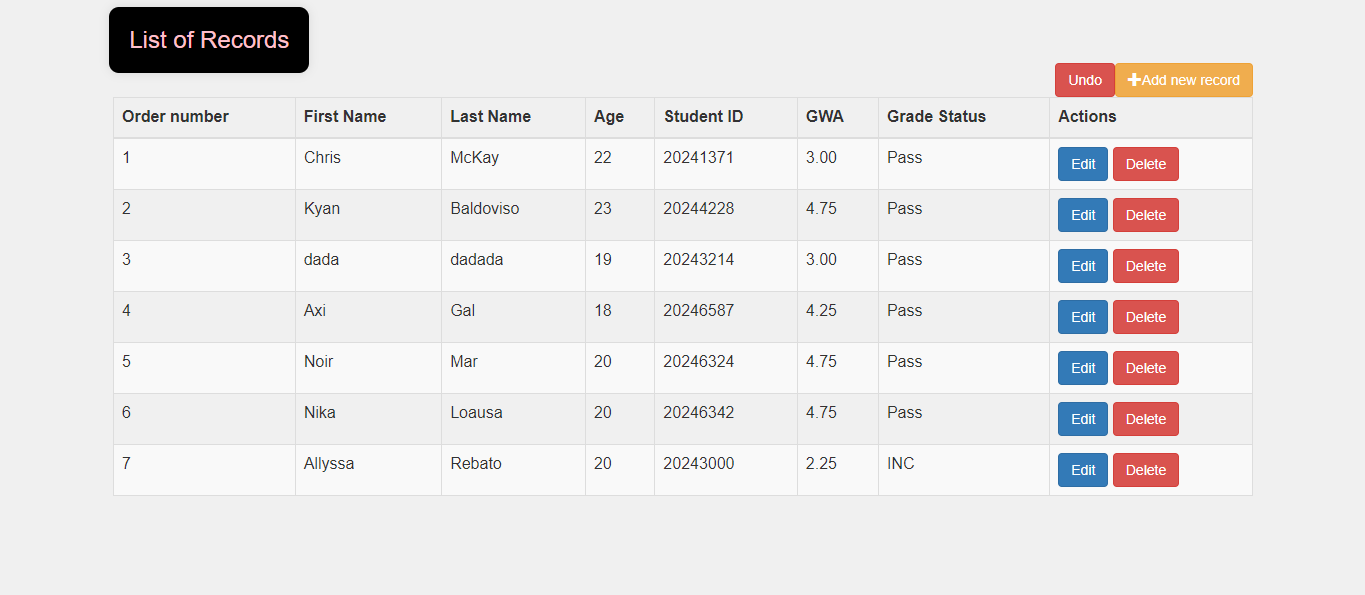 List of Records
Undo Add new record
Order number First Name Last Name Age Student ID GWA Grade Status Actions
1 Chris McKay 22 20241371 3.00 Pass Edit Delete
2 Kyan Baldoviso 23 20244228 4.75 Pass Edit Delete
3 dada dadada 19 20243214 3.00 Pass Edit Delete
4 Axi Gal 18 20246587 4.25 Pass Edit Delete
5 Noir Mar 20 20246324 4.75 Pass Edit Delete
6 Nika Loausa 20 20246342 4.75 Pass Edit Delete
7 Allyssa Rebato 20 20243000 2.25 INC Edit Delete